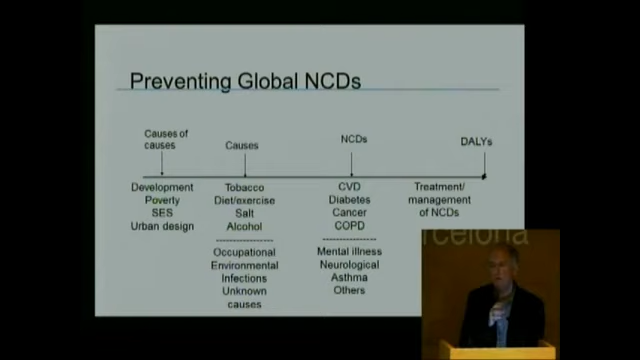 Preventing Global NCDs
Causes of
causes
Causes
NCDs
DALYs
Development
Poverty
SES
Urban design
Tobacco
Diet/exercise
Salt
Alcohol
Occupational
Environmental
Infections
Unknown
causes
CVD
Diabetes
Cancer
COPD
Mental illness
Neurological
Asthma
Others
Treatment/
management
of NCDs